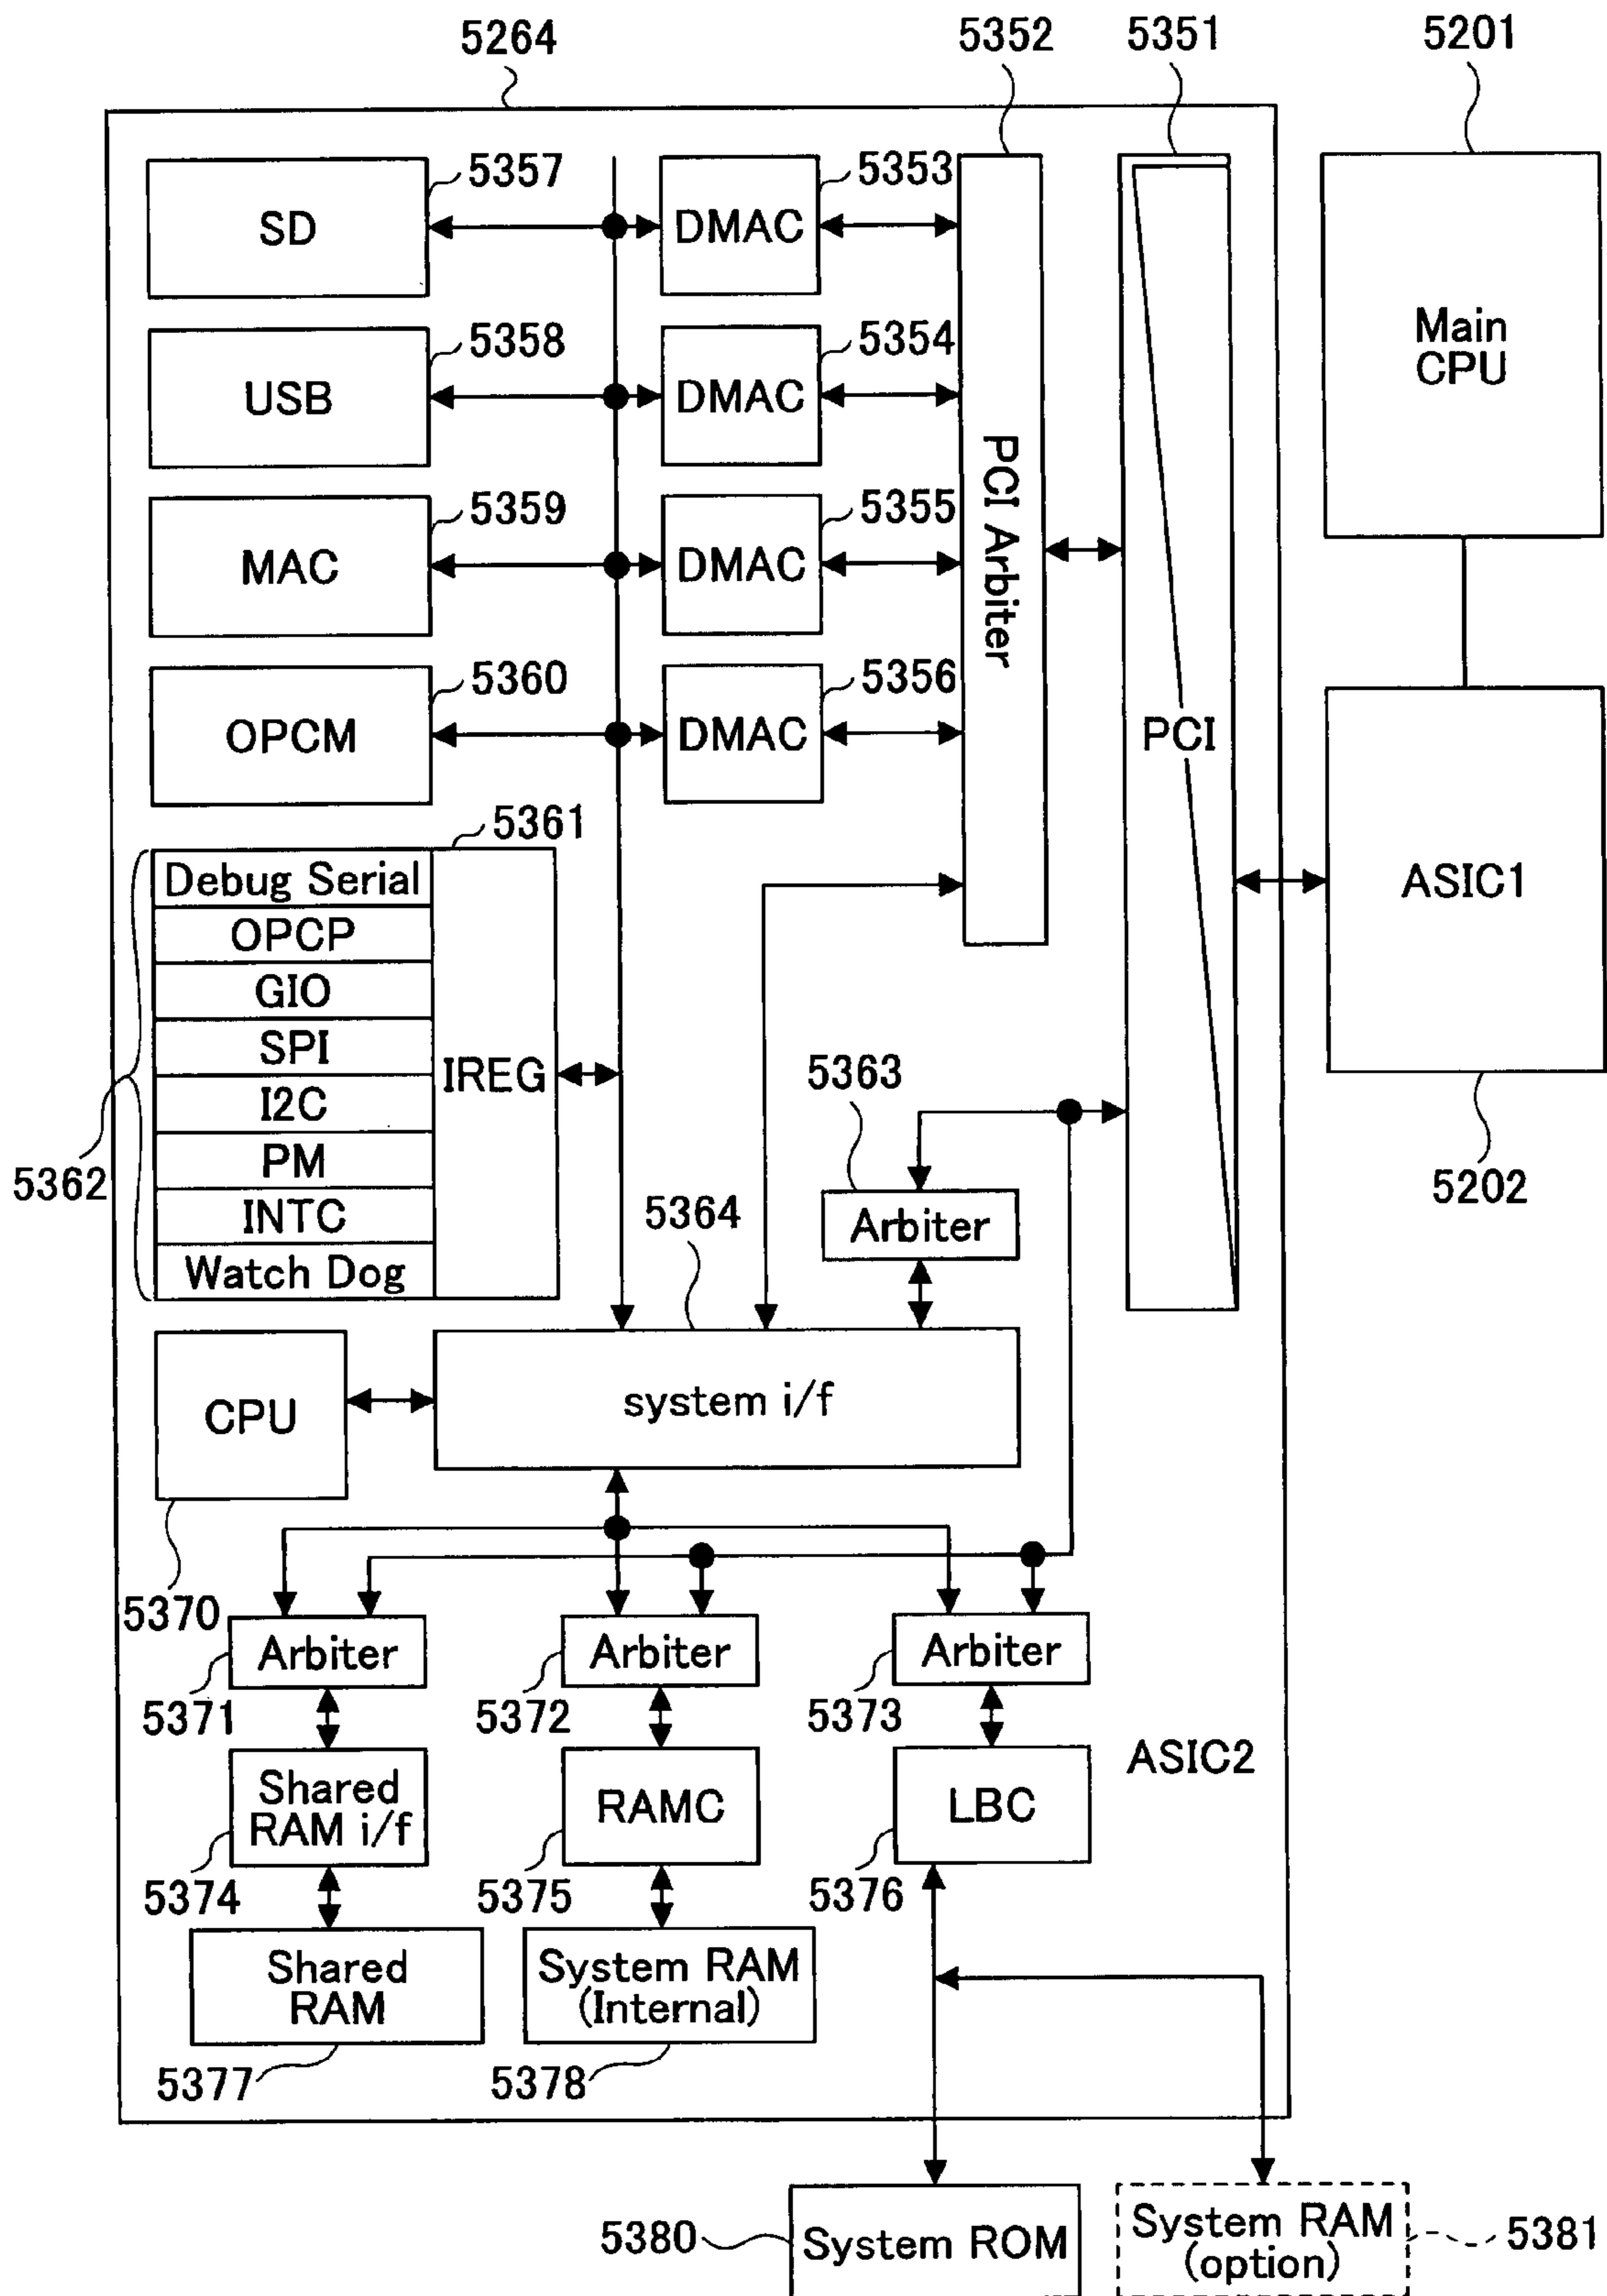 5264
5352
5351
5201
SD
5357
DMAC
5353
USB
5358
DMAC
5354
MAC
5359
DMAC
5355
OPCM
5360
DMAC
5356
PCI Arbiter
PCI
Main
CPU
ASIC1
5202
5361
Debug Serial
OPCP
GIO
SPI
I2C
PM
INTC
Watch Dog
IREG
5362
5363
Arbiter
5364
system i/f
CPU
5370
Arbiter
5371
Arbiter
5372
Arbiter
5373
ASIC2
Shared
RAM i/f
5374
RAMC
5375
LBC
5376
Shared
RAM
5377
System RAM
(Internal)
5378
5380
System ROM
System RAM
(option)
5381